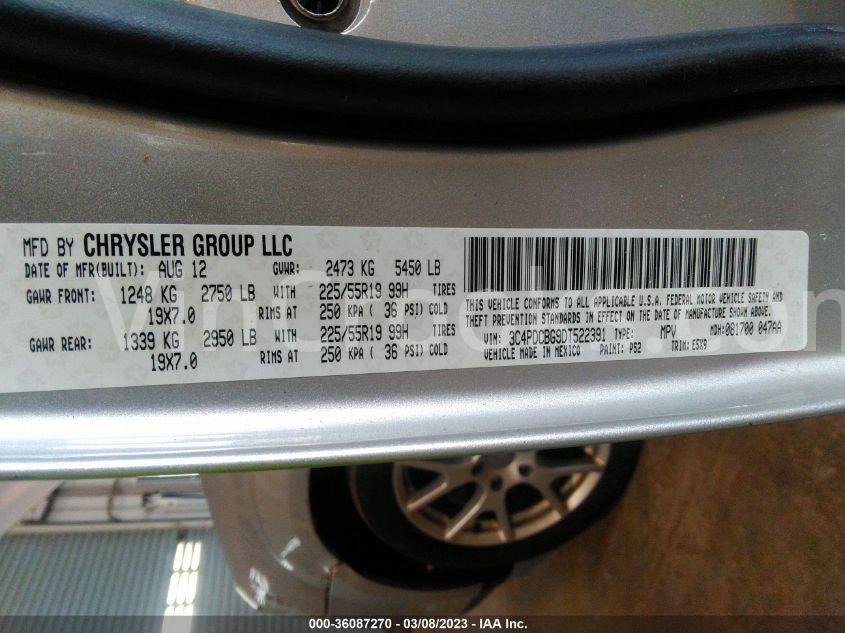 MFD BY CHRYSLER GROUP LLC
DATE OF MFR(BUILT): AUG 12 GVWR: 2473 KG 5450 LB
GAWR FRONT: 1248 KG 2750 LB WITH 225/55R19 99H TIRES
19X7.0 RIMS AT 250 KPA ( 36 PSI) COLD
GAWR REAR: 1339 KG 2950 LB WITH 225/55R19 99H TIRES
19X7.0 RIMS AT 250 KPA ( 36 PSI) COLD
THIS VEHICLE CONFORMS TO ALL APPLICABLE U.S.A. FEDERAL MOTOR VEHICLE SAFETY AND
THEFT PREVENTION STANDARDS IN EFFECT ON THE DATE OF MANUFACTURE SHOWN ABOVE.
VIN: 3C4PDCBG9DT522391 TYPE: MPV MDH:081700 047AA
VEHICLE MADE IN MEXICO PAINT: PS2 TRIM: E5X9
000-36087270 - 03/08/2023 - IAA Inc.